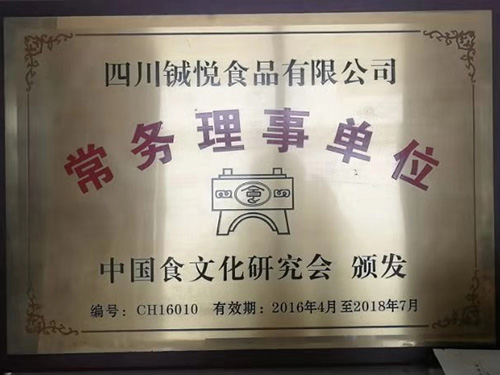 四川铖悦食品有限公司
常务理事单位
食
中国食文化研究会 颁发
编号：CH16010 有效期：2016年4月至2018年7月